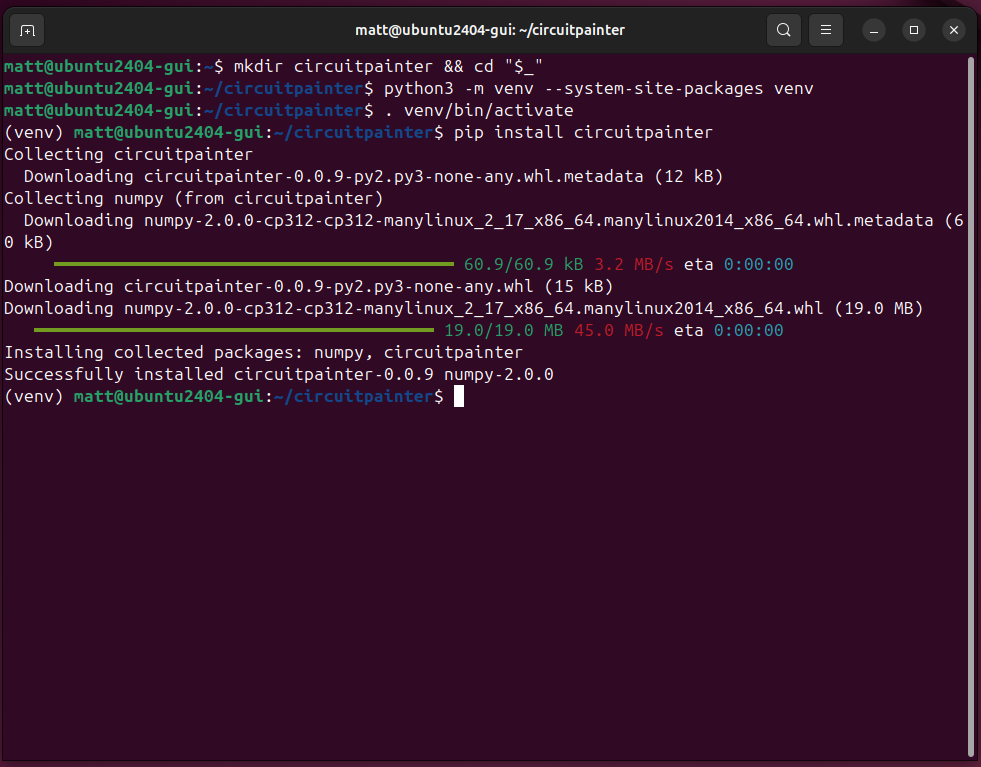 matt@ubuntu2404-gui: ~/circuitpainter
matt@ubuntu2404-gui:~$ mkdir circuitpainter && cd "$_"
matt@ubuntu2404-gui:~/circuitpainter$ python3 -m venv --system-site-packages venv
matt@ubuntu2404-gui:~/circuitpainter$ . venv/bin/activate
(venv) matt@ubuntu2404-gui:~/circuitpainter$ pip install circuitpainter
Collecting circuitpainter
  Downloading circuitpainter-0.0.9-py2.py3-none-any.whl.metadata (12 kB)
Collecting numpy (from circuitpainter)
  Downloading numpy-2.0.0-cp312-cp312-manylinux_2_17_x86_64.manylinux2014_x86_64.whl.metadata (6
0 kB)
60.9/60.9 kB 3.2 MB/s eta 0:00:00
Downloading circuitpainter-0.0.9-py2.py3-none-any.whl (15 kB)
Downloading numpy-2.0.0-cp312-cp312-manylinux_2_17_x86_64.manylinux2014_x86_64.whl (19.0 MB)
19.0/19.0 MB 45.0 MB/s eta 0:00:00
Installing collected packages: numpy, circuitpainter
Successfully installed circuitpainter-0.0.9 numpy-2.0.0
(venv) matt@ubuntu2404-gui:~/circuitpainter$